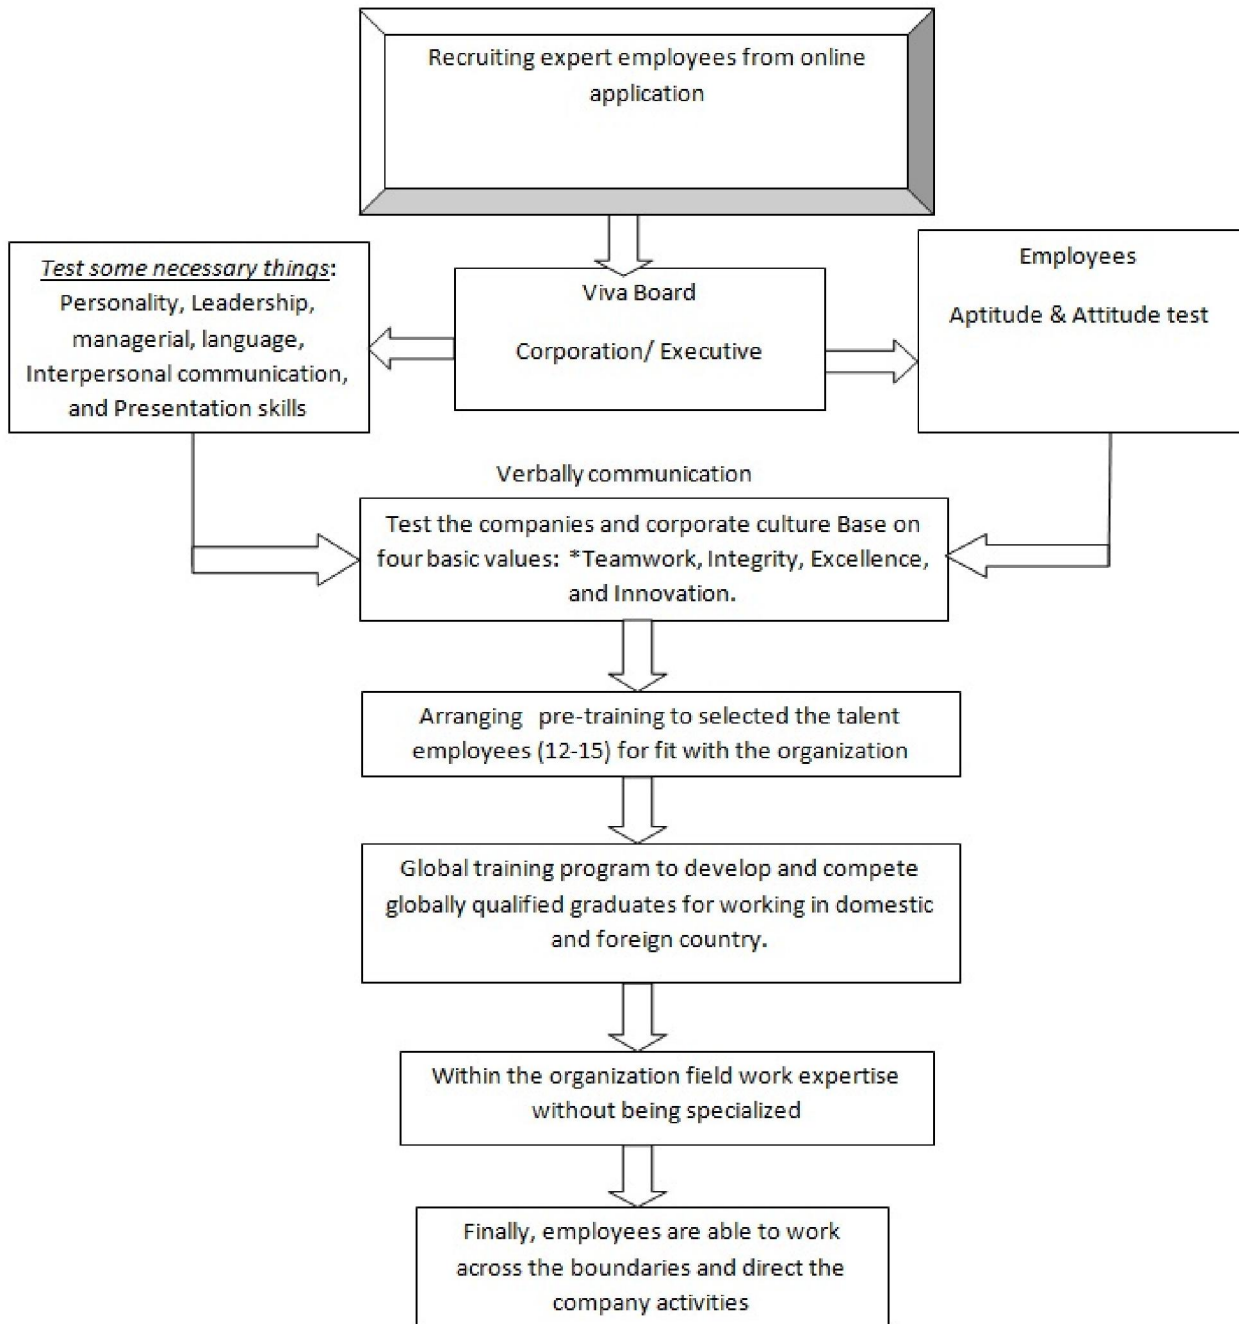 Recruiting expert employees from online
application
Test some necessary things:
Personality, Leadership,
managerial, language,
Interpersonal communication,
and Presentation skills
Viva Board
Corporation/ Executive
Employees
Aptitude & Attitude test
Verbally communication
Test the companies and corporate culture Base on
four basic values: *Teamwork, Integrity, Excellence,
and Innovation.
Arranging pre-training to selected the talent
employees (12-15) for fit with the organization
Global training program to develop and compete
globally qualified graduates for working in domestic
and foreign country.
Within the organization field work expertise
without being specialized
Finally, employees are able to work
across the boundaries and direct the
company activities